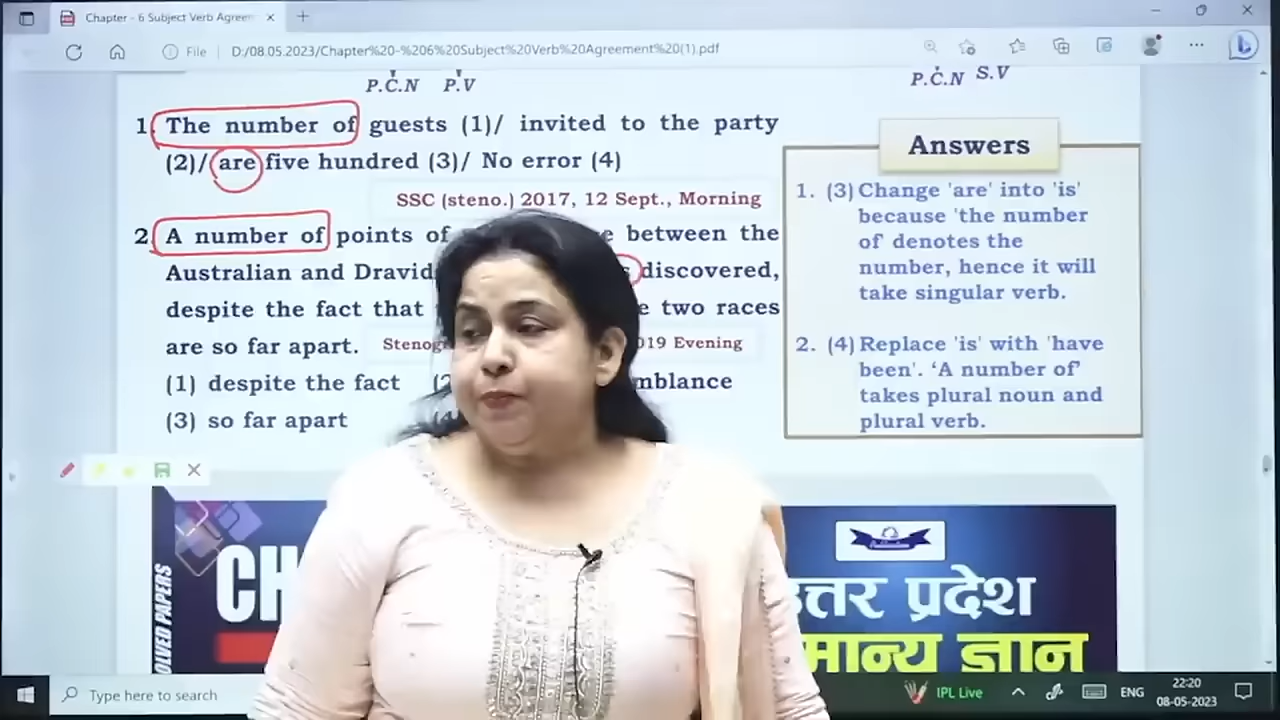 Chapter - 6 Subject Verb Agreem
File D:/08.05.2023/Chapter%20-%206%20Subject%20Verb%20Agreement%20(1).pdf
P.C.N P.V
P.C.N S.V
1. The number of guests (1)/ invited to the party
(2)/ are five hundred (3)/ No error (4)
SSC (steno.) 2017, 12 Sept., Morning
2. A number of points of between the
Australian and Dravid discovered,
despite the fact that two races
are so far apart. Stenog 019 Evening
(1) despite the fact (2 mblance
(3) so far apart (4
Answers
1. (3) Change 'are' into 'is'
because 'the number
of' denotes the
number, hence it will
take singular verb.
2. (4) Replace 'is' with 'have
been'. ‘A number of’
takes plural noun and
plural verb.
OLVED PAPERS
CH
उत्तर प्रदेश
सामान्य ज्ञान
Type here to search
IPL Live
ENG
22:20
08-05-2023